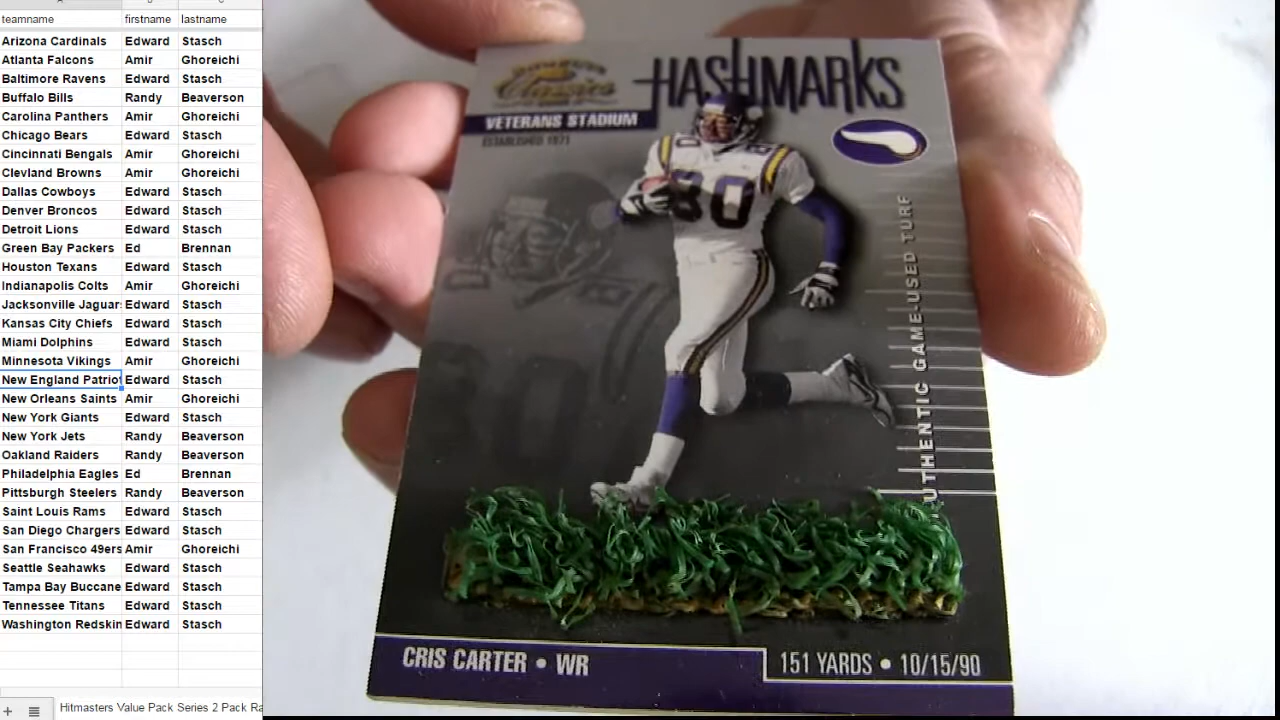 teamname firstname lastname
Arizona Cardinals Edward Stasch
Atlanta Falcons Amir Ghoreichi
Baltimore Ravens Edward Stasch
Buffalo Bills Randy Beaverson
Carolina Panthers Amir Ghoreichi
Chicago Bears Edward Stasch
Cincinnati Bengals Amir Ghoreichi
Clevland Browns Amir Ghoreichi
Dallas Cowboys Edward Stasch
Denver Broncos Edward Stasch
Detroit Lions Edward Stasch
Green Bay Packers Ed Brennan
Houston Texans Edward Stasch
Indianapolis Colts Amir Ghoreichi
Jacksonville Jaguar Edward Stasch
Kansas City Chiefs Edward Stasch
Miami Dolphins Edward Stasch
Minnesota Vikings Amir Ghoreichi
New England Patriot Edward Stasch
New Orleans Saints Amir Ghoreichi
New York Giants Edward Stasch
New York Jets Randy Beaverson
Oakland Raiders Randy Beaverson
Philadelphia Eagles Ed Brennan
Pittsburgh Steelers Randy Beaverson
Saint Louis Rams Edward Stasch
San Diego Chargers Edward Stasch
San Francisco 49ers Amir Ghoreichi
Seattle Seahawks Edward Stasch
Tampa Bay Buccane Edward Stasch
Tennessee Titans Edward Stasch
Washington Redskin Edward Stasch
Hitmasters Value Pack Series 2 Pack Ra
Classics
HASHMARKS
VETERANS STADIUM
ESTABLISHED 1971
80
80
AUTHENTIC GAME-USED TURF
CRIS CARTER • WR
151 YARDS • 10/15/90